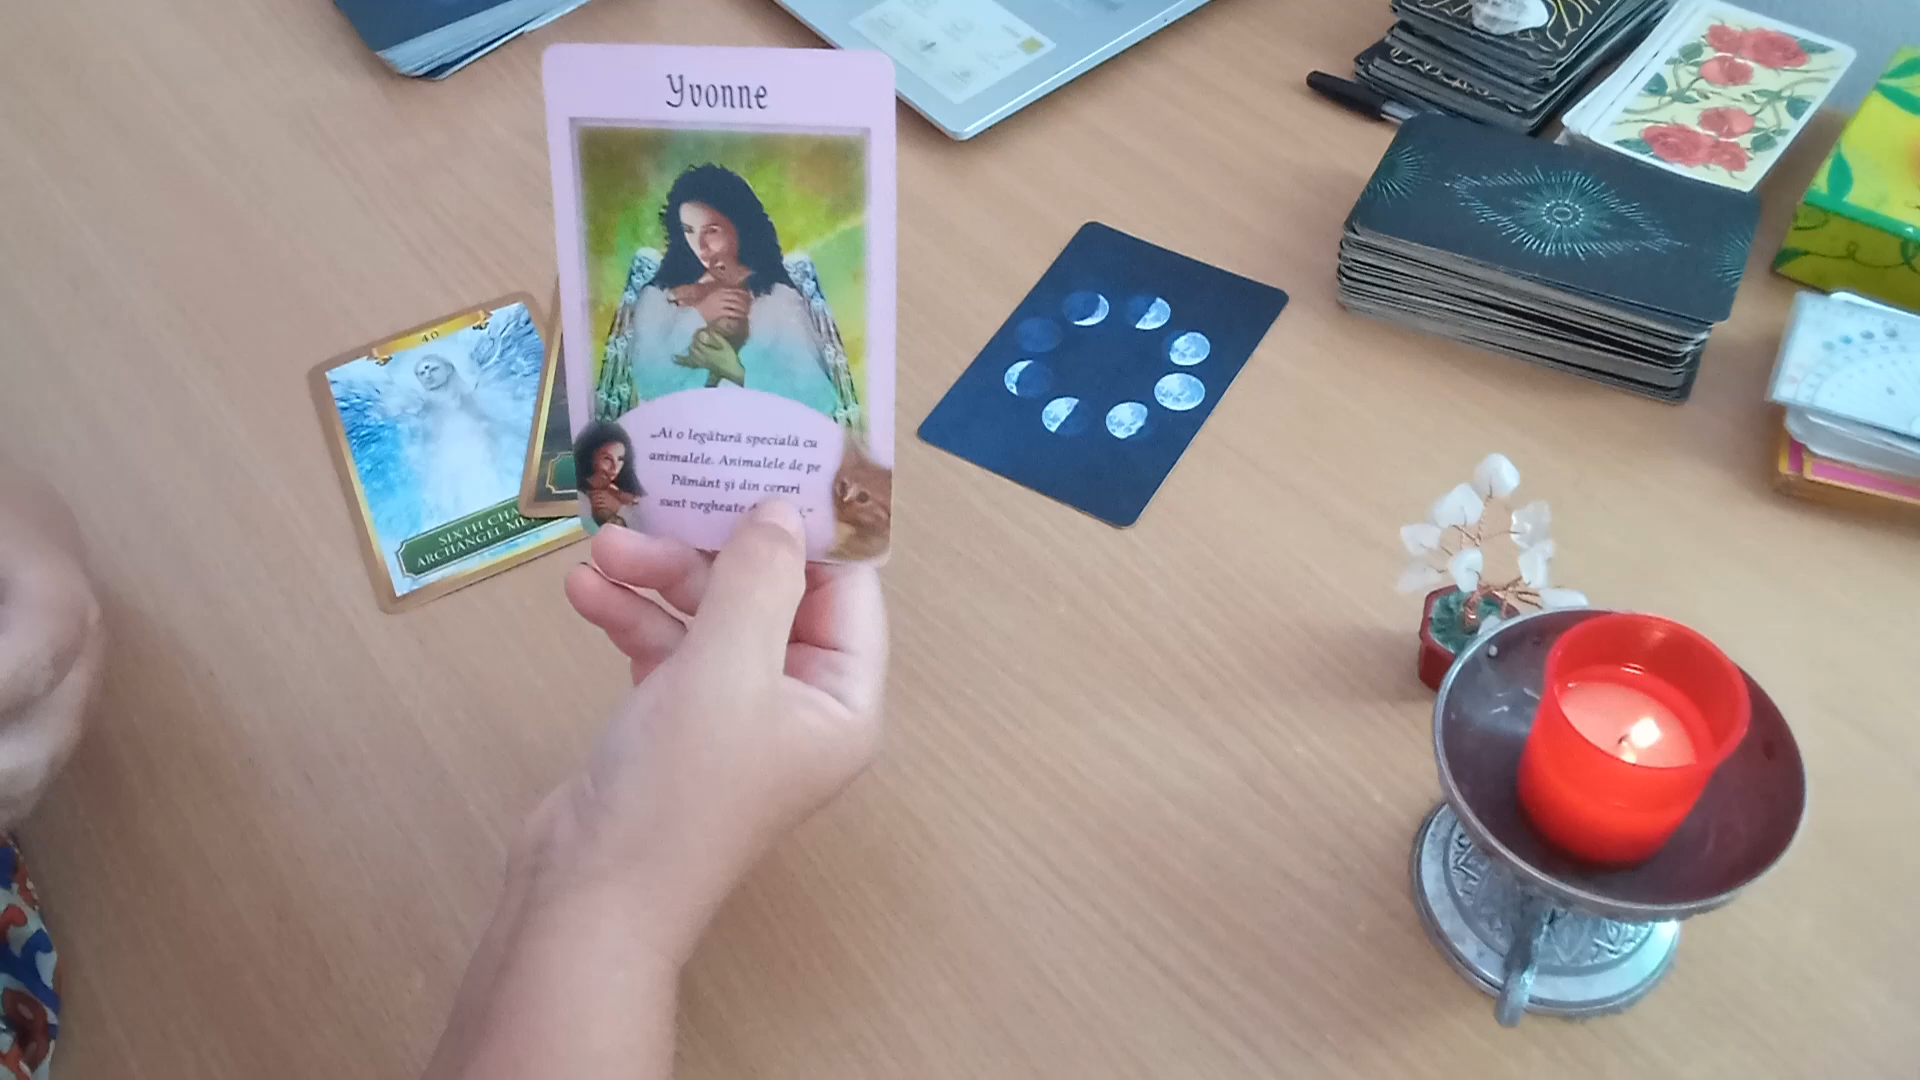 Yvonne
„Ai o legătură specială cu
animalele. Animalele de pe
Pământ și din ceruri
sunt vegheate
40
SIXTH CHA
ARCHANGEL ME